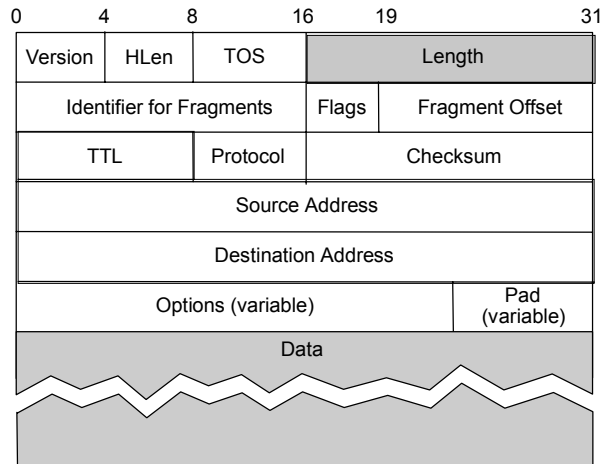 0 4 8 16 19 31
Version HLen TOS Length
Identifier for Fragments Flags Fragment Offset
TTL Protocol Checksum
Source Address
Destination Address
Options (variable) Pad
(variable)
Data